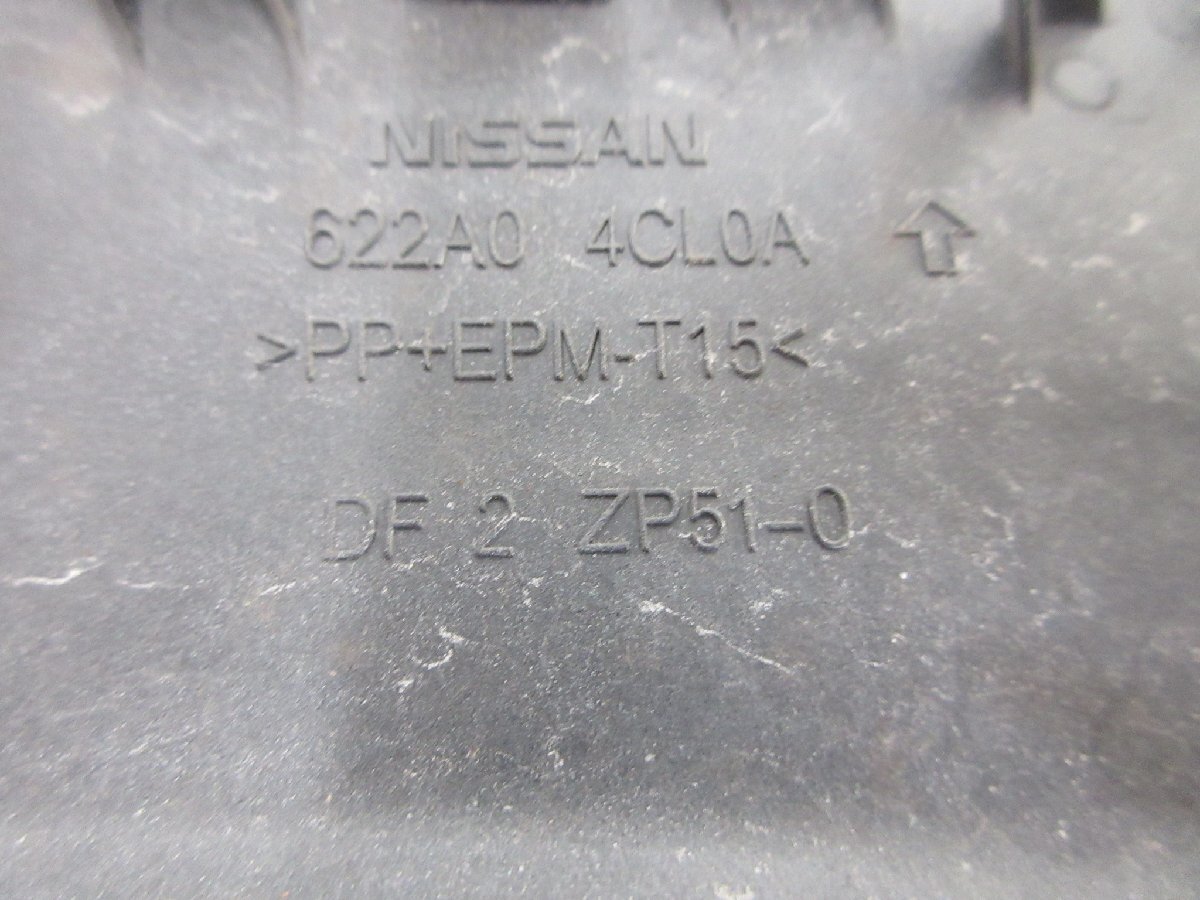 NISSAN
622A0 4CL0A
>PP+EPM-T15<
DF 2 ZP51-0